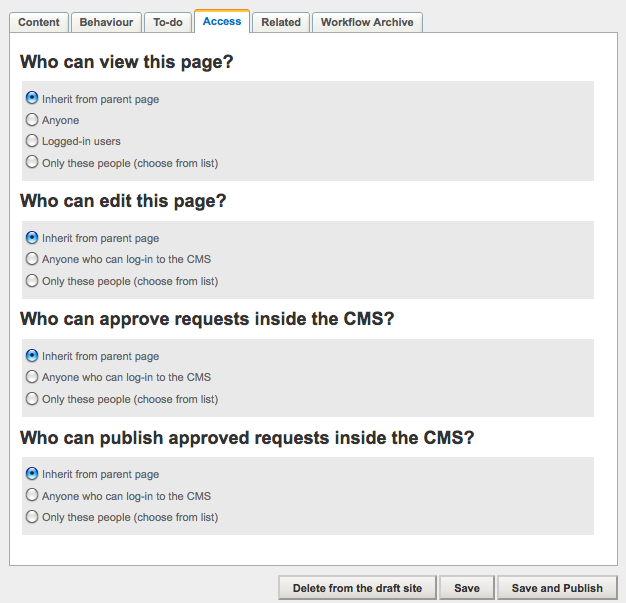 Content Behaviour To-do Access Related Workflow Archive
Who can view this page?
Inherit from parent page
Anyone
Logged-in users
Only these people (choose from list)
Who can edit this page?
Inherit from parent page
Anyone who can log-in to the CMS
Only these people (choose from list)
Who can approve requests inside the CMS?
Inherit from parent page
Anyone who can log-in to the CMS
Only these people (choose from list)
Who can publish approved requests inside the CMS?
Inherit from parent page
Anyone who can log-in to the CMS
Only these people (choose from list)
Delete from the draft site Save Save and Publish